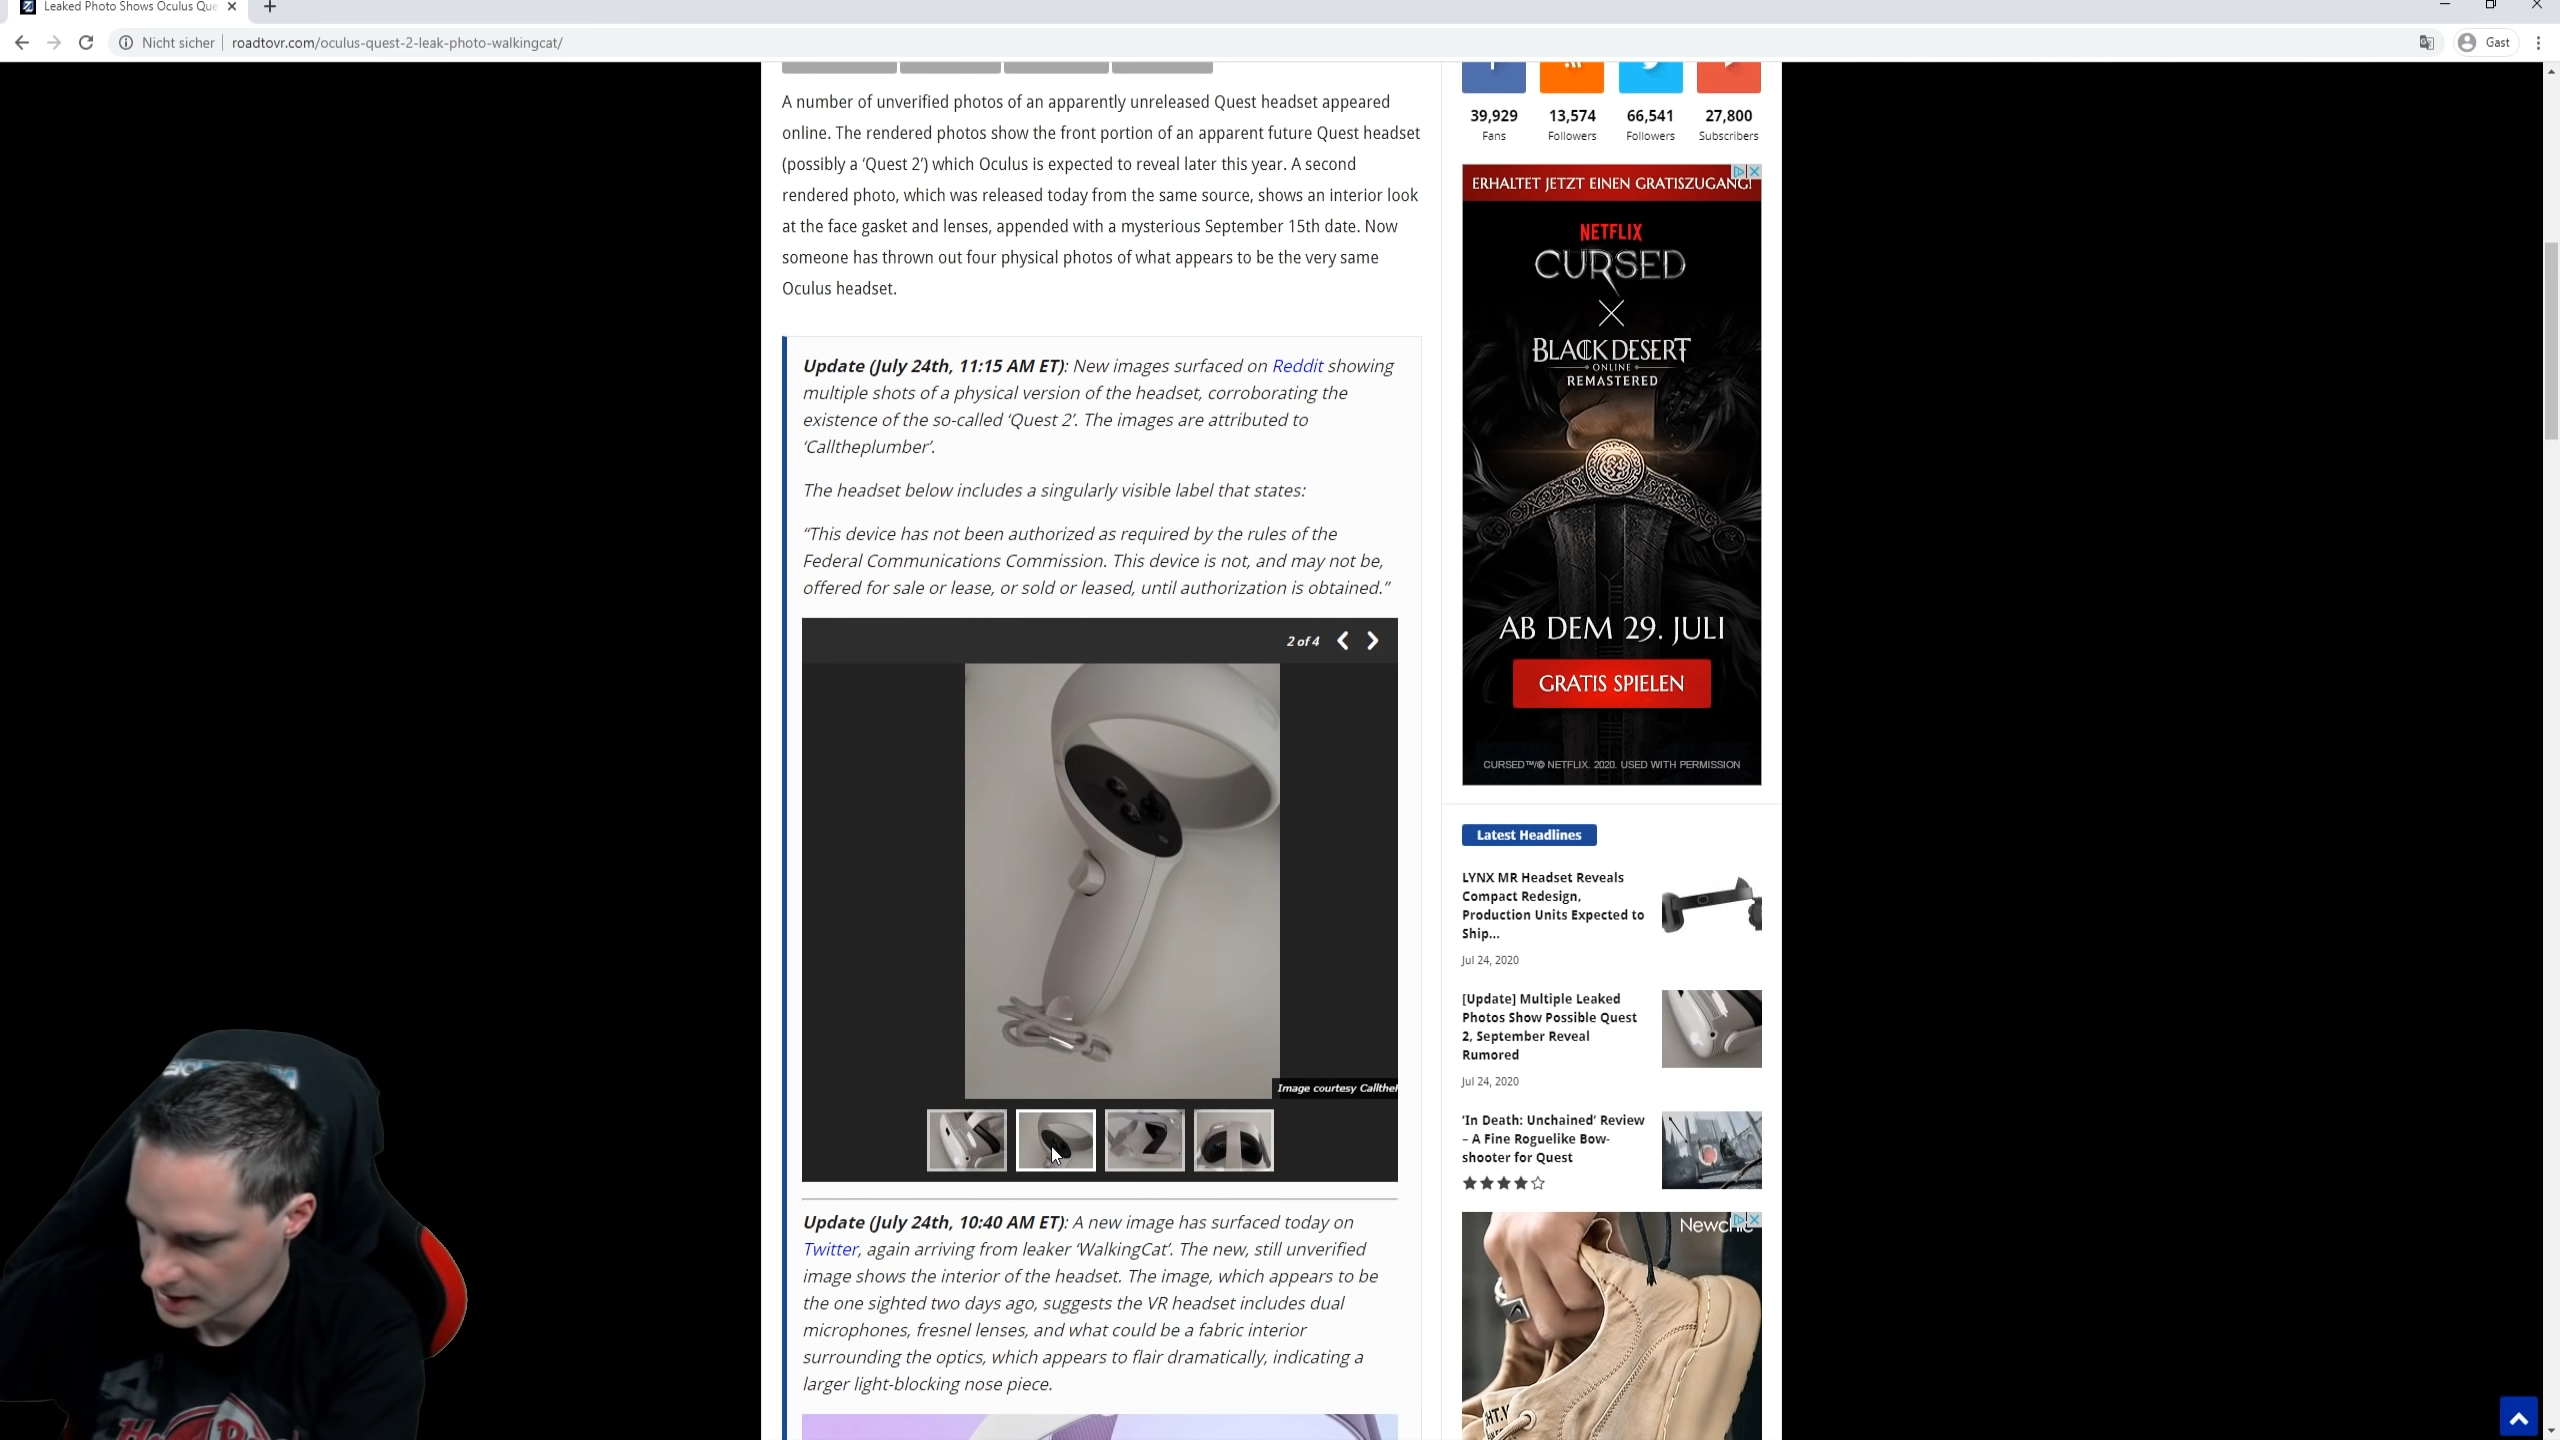 Leaked Photo Shows Oculus Que
Nicht sicher
roadtovr.com/oculus-quest-2-leak-photo-walkingcat/
Gast
A number of unverified photos of an apparently unreleased Quest headset appeared
online. The rendered photos show the front portion of an apparent future Quest headset
(possibly a ‘Quest 2’) which Oculus is expected to reveal later this year. A second
rendered photo, which was released today from the same source, shows an interior look
at the face gasket and lenses, appended with a mysterious September 15th date. Now
someone has thrown out four physical photos of what appears to be the very same
Oculus headset.
Update (July 24th, 11:15 AM ET): New images surfaced on Reddit showing
multiple shots of a physical version of the headset, corroborating the
existence of the so-called ‘Quest 2’. The images are attributed to
‘Calltheplumber’.
The headset below includes a singularly visible label that states:
“This device has not been authorized as required by the rules of the
Federal Communications Commission. This device is not, and may not be,
offered for sale or lease, or sold or leased, until authorization is obtained.”
2 of 4
Image courtesy Callthe
Update (July 24th, 10:40 AM ET): A new image has surfaced today on
Twitter, again arriving from leaker ‘WalkingCat’. The new, still unverified
image shows the interior of the headset. The image, which appears to be
the one sighted two days ago, suggests the VR headset includes dual
microphones, fresnel lenses, and what could be a fabric interior
surrounding the optics, which appears to flair dramatically, indicating a
larger light-blocking nose piece.
39,929 13,574 66,541 27,800
Fans Followers Followers Subscribers
ERHALTET JETZT EINEN GRATISZUGANG!
NETFLIX
CURSED
X
BLACK DESERT
ONLINE
REMASTERED
AB DEM 29. JULI
GRATIS SPIELEN
CURSED™/© NETFLIX. 2020. USED WITH PERMISSION
Latest Headlines
LYNX MR Headset Reveals
Compact Redesign,
Production Units Expected to
Ship...
Jul 24, 2020
[Update] Multiple Leaked
Photos Show Possible Quest
2, September Reveal
Rumored
Jul 24, 2020
‘In Death: Unchained’ Review
– A Fine Roguelike Bow-
shooter for Quest
Newchic